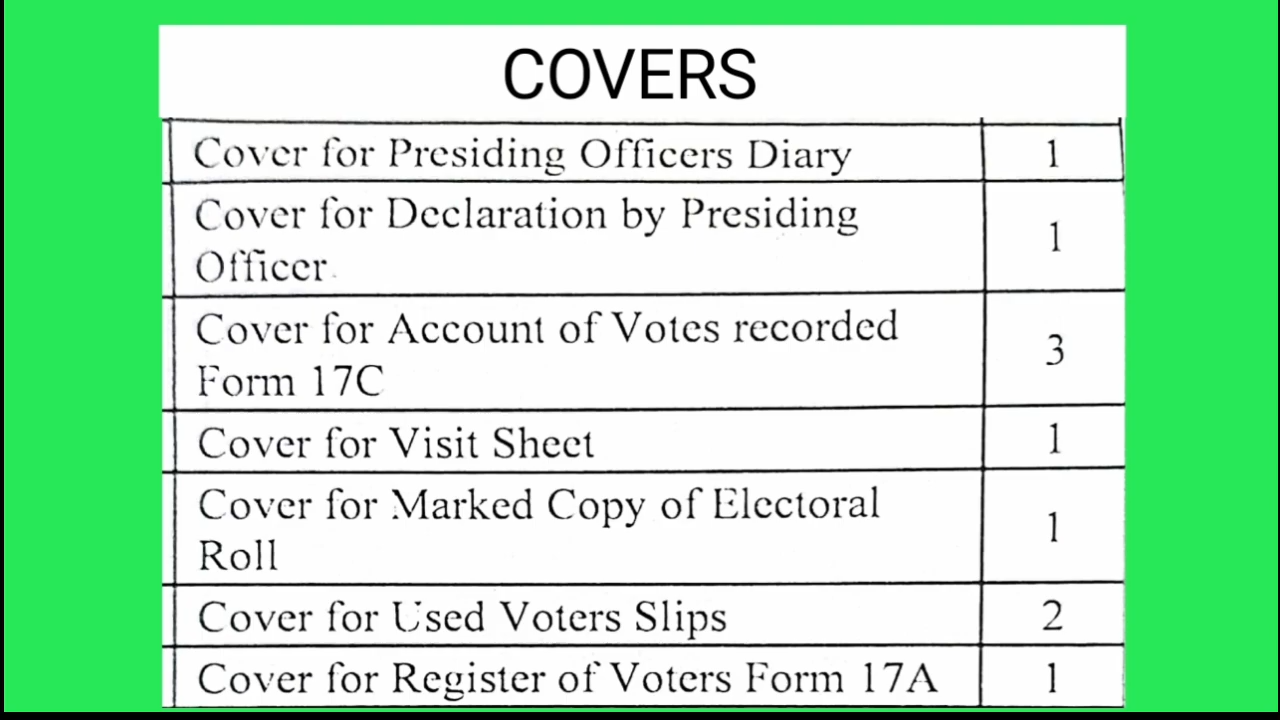 COVERS
Cover for Presiding Officers Diary 1
Cover for Declaration by Presiding
Officer 1
Cover for Account of Votes recorded
Form 17C 3
Cover for Visit Sheet 1
Cover for Marked Copy of Electoral
Roll 1
Cover for Used Voters Slips 2
Cover for Register of Voters Form 17A 1